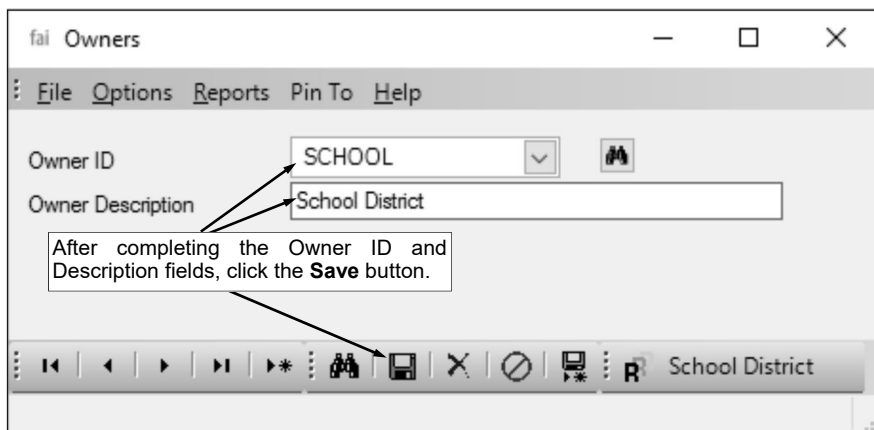 fai Owners
File Options Reports Pin To Help
Owner ID SCHOOL
Owner Description School District
After completing the Owner ID and
Description fields, click the Save button.
R School District